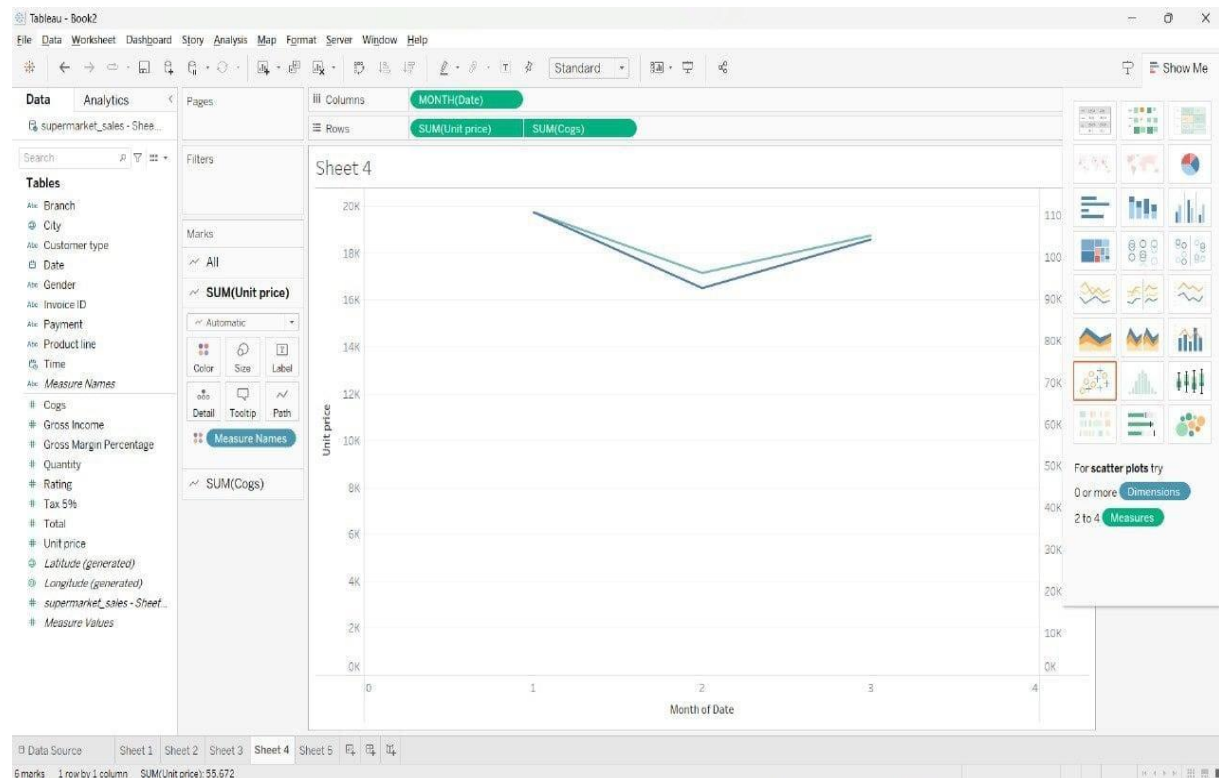 Tableau - Book2
File Data Worksheet Dashboard Story Analysis Map Format Server Window Help
Standard
Show Me
Data Analytics
supermarket_sales - Shee...
Search
Tables
Abc Branch
City
Abc Customer type
Date
Abc Gender
Abc Invoice ID
Abc Payment
Abc Product line
Time
Abc Measure Names
# Cogs
# Gross Income
# Gross Margin Percentage
# Quantity
# Rating
# Tax 5%
# Total
# Unit price
Latitude (generated)
Longitude (generated)
# supermarket_sales - Sheet...
# Measure Values
Pages
Filters
Marks
All
SUM(Unit price)
Automatic
Color Size Label
Detail Tooltip Path
Measure Names
SUM(Cogs)
Columns MONTH(Date)
Rows SUM(Unit price) SUM(Cogs)
Sheet 4
Unit price
20K
18K
16K
14K
12K
10K
8K
6K
4K
2K
0K
0 1 2 3 4
Month of Date
110
100
90K
80K
70K
60K
50K
40K
30K
20K
10K
0K
For scatter plots try
0 or more Dimensions
2 to 4 Measures
Data Source Sheet 1 Sheet 2 Sheet 3 Sheet 4 Sheet 5
6 marks 1 row by 1 column SUM(Unit price): 55,672